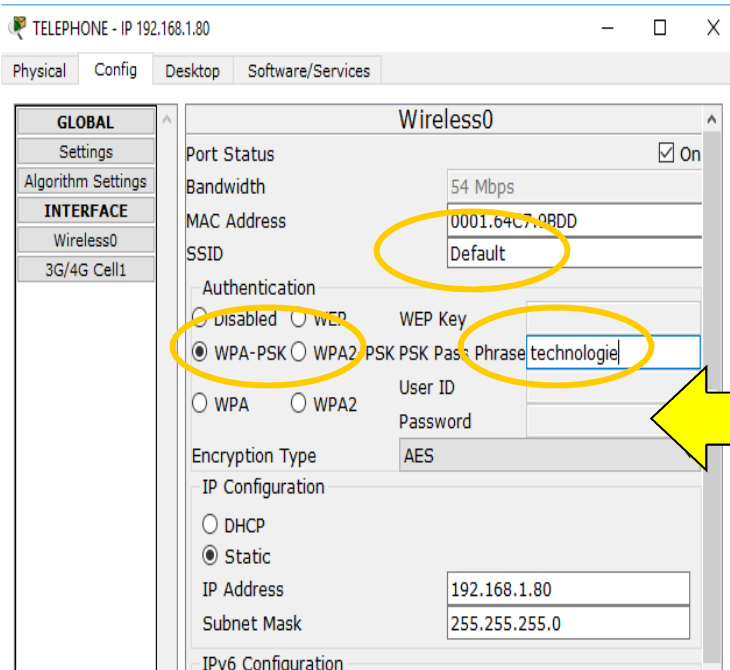 TELEPHONE - IP 192.168.1.80
Physical Config Desktop Software/Services
GLOBAL
Settings
Algorithm Settings
INTERFACE
Wireless0
3G/4G Cell1
Wireless0
Port Status On
Bandwidth 54 Mbps
MAC Address 0001.64C7.9BDD
SSID Default
Authentication
Disabled WEP WEP Key
WPA-PSK WPA2-PSK PSK Pass Phrase technologie
User ID
WPA WPA2
Password
Encryption Type AES
IP Configuration
DHCP
Static
IP Address 192.168.1.80
Subnet Mask 255.255.255.0
IPv6 Configuration